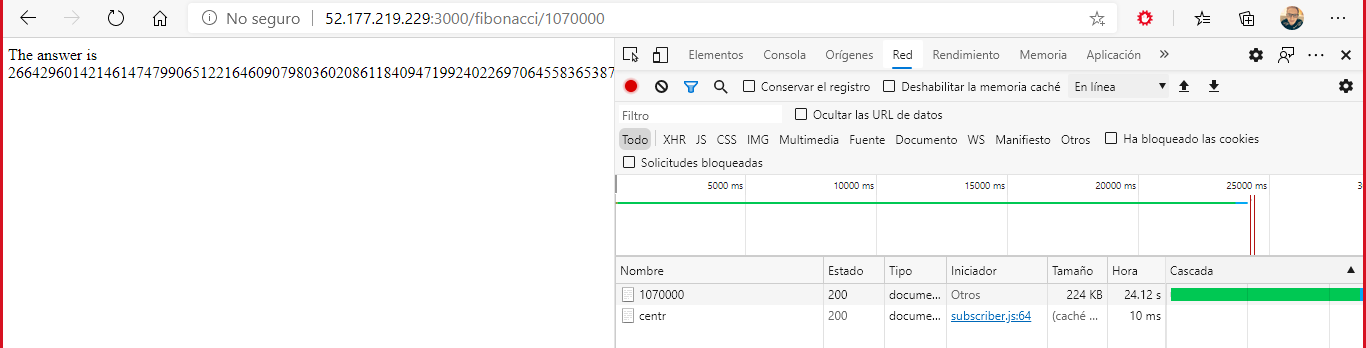 No seguro 52.177.219.229:3000/fibonacci/1070000
The answer is
2664296014214614747990651221646090798036020861184094719924022697064558365387
Elementos Consola Orígenes Red Rendimiento Memoria Aplicación
Conservar el registro Deshabilitar la memoria caché En línea
Filtro Ocultar las URL de datos
Todo XHR JS CSS IMG Multimedia Fuente Documento WS Manifiesto Otros Ha bloqueado las cookies
Solicitudes bloqueadas
5000 ms 10000 ms 15000 ms 20000 ms 25000 ms 3
Nombre Estado Tipo Iniciador Tamaño Hora Cascada
1070000 200 docume... Otros 224 KB 24.12 s
centr 200 docume... subscriber.js:64 (caché ... 10 ms